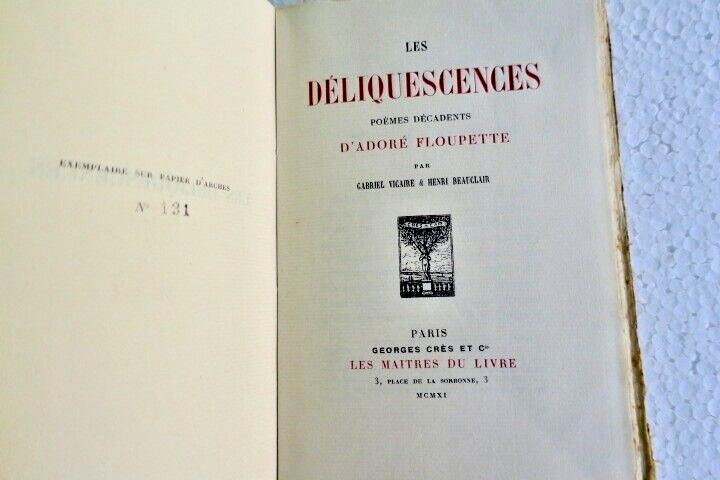 EXEMPLAIRE SUR PAPIER D'ARCHES
N° 131
LES
DÉLIQUESCENCES
POÈMES DÉCADENTS
D'ADORÉ FLOUPETTE
PAR
GABRIEL VICAIRE & HENRI BEAUCLAIR
PARIS
GEORGES CRÈS ET Cie
LES MAITRES DU LIVRE
3, PLACE DE LA SORBONNE, 3
MCMXI